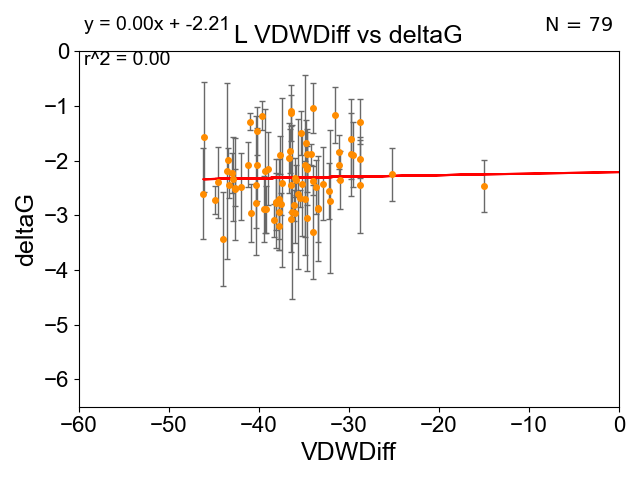 y = 0.00x + -2.21
N = 79
L VDWDiff vs deltaG
r^2 = 0.00
0
−1
−2
−3
−4
−5
−6
deltaG
−60
−50
−40
−30
−20
−10
0
VDWDiff